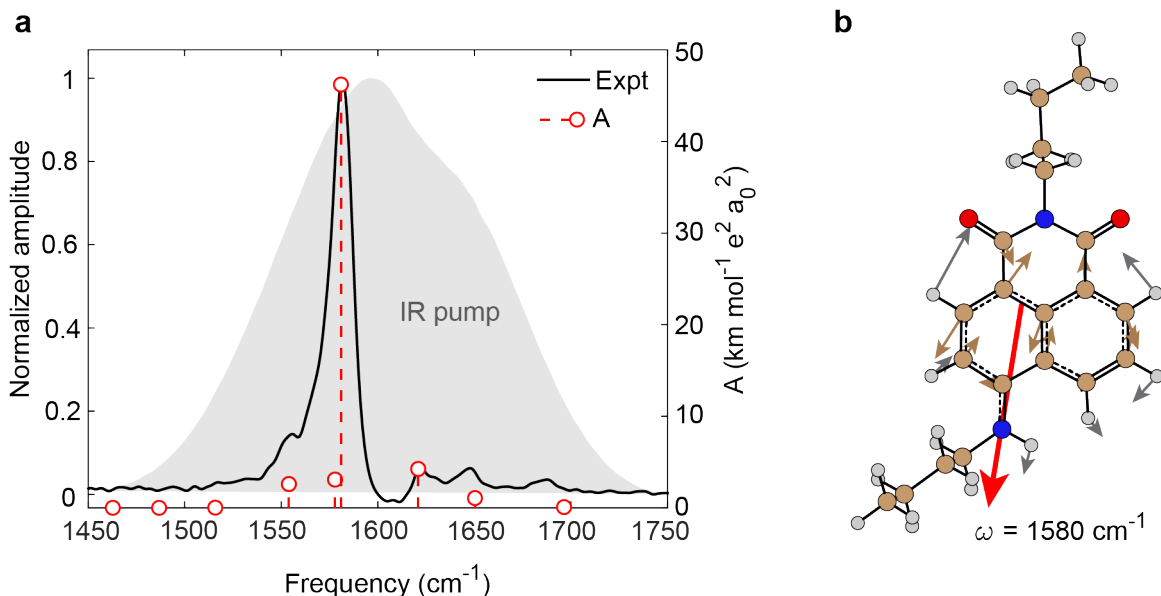 a
b
50
1
Expt
A
40
0.8
30
0.6
IR pump
0.4
20
0.2
10
0
0
1450
1500
1550
1600
1650
1700
1750
Normalized amplitude
A (km mol⁻¹ e² a₀²)
Frequency (cm⁻¹)
ω = 1580 cm⁻¹